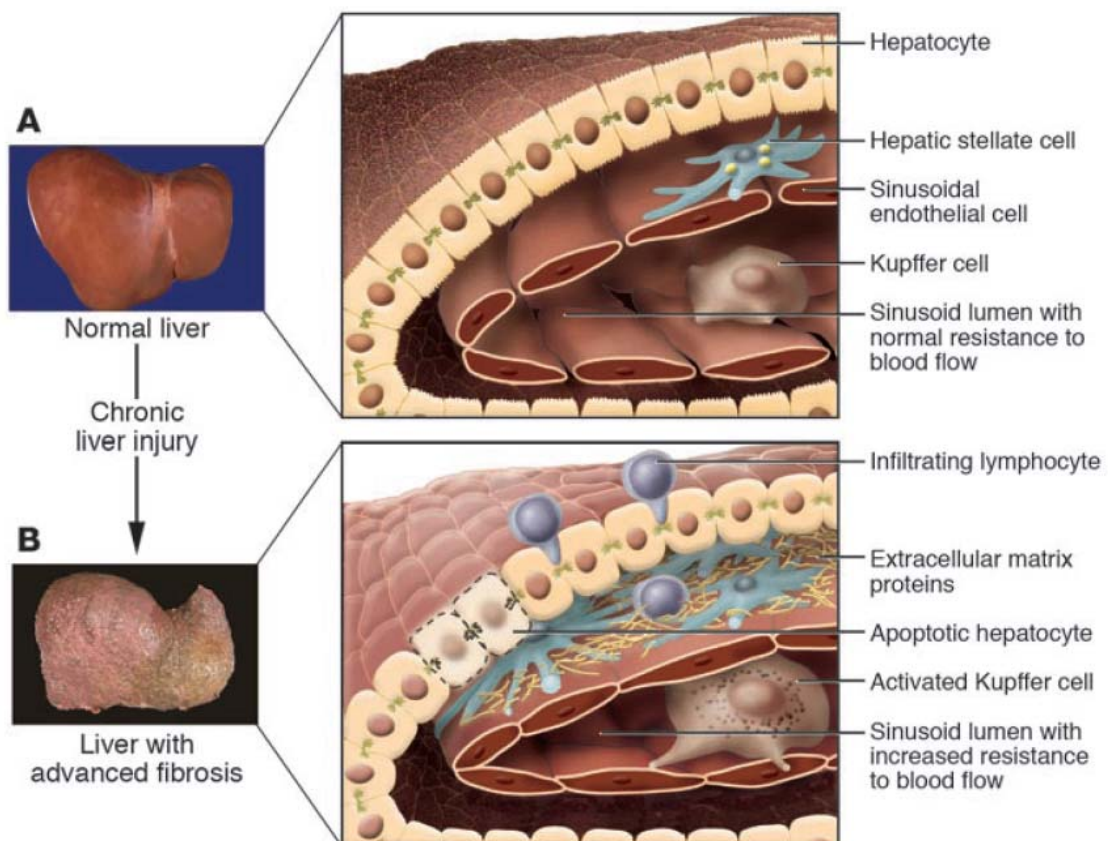 A
Normal liver
Chronic
liver injury
B
Liver with
advanced fibrosis
Hepatocyte
Hepatic stellate cell
Sinusoidal
endothelial cell
Kupffer cell
Sinusoid lumen with
normal resistance to
blood flow
Infiltrating lymphocyte
Extracellular matrix
proteins
Apoptotic hepatocyte
Activated Kupffer cell
Sinusoid lumen with
increased resistance
to blood flow